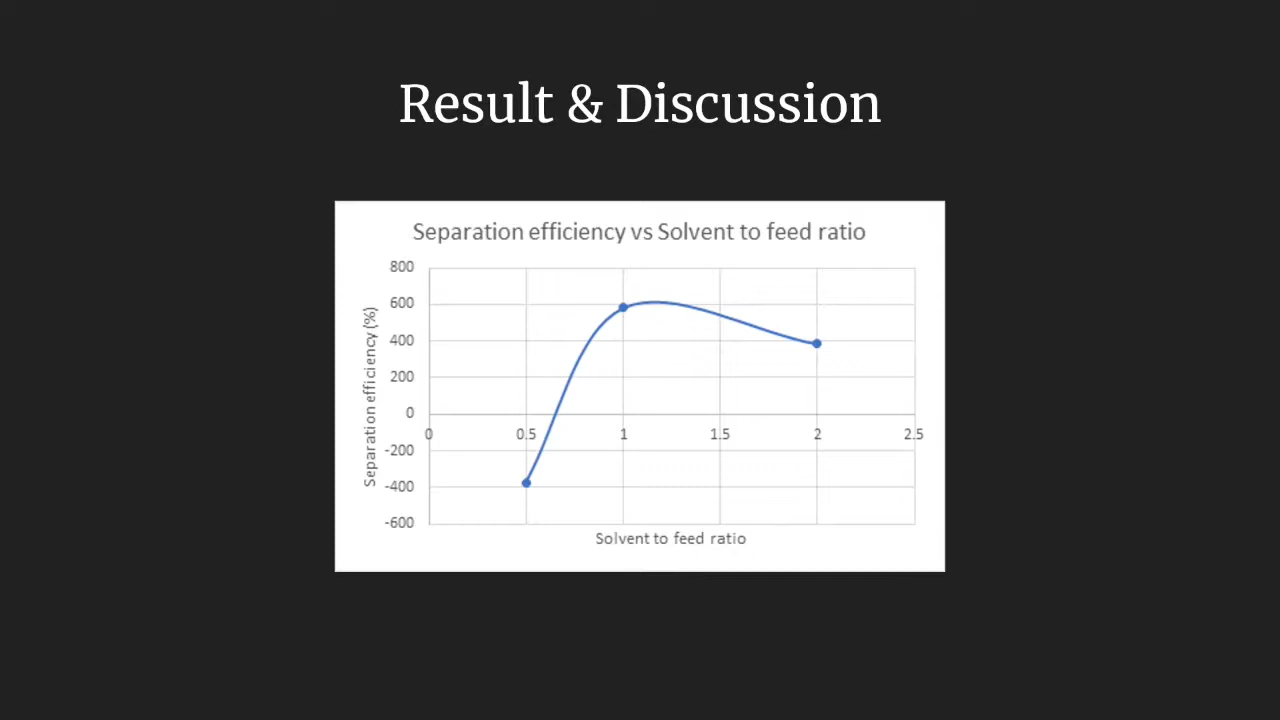 Result & Discussion
Separation efficiency vs Solvent to feed ratio
800
600
400
200
0
-200
-400
-600
Separation efficiency (%)
0 0.5 1 1.5 2 2.5
Solvent to feed ratio